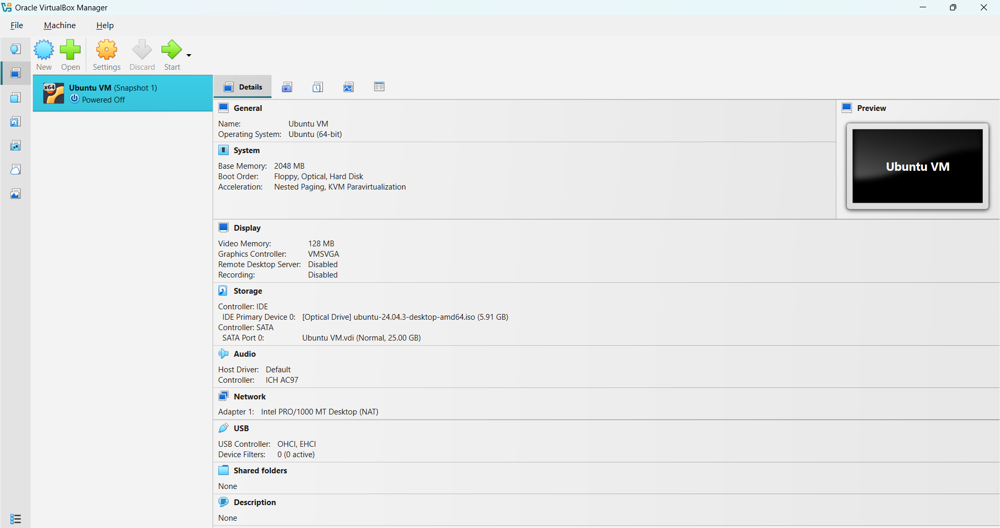 Oracle VirtualBox Manager
File Machine Help
New Open Settings Discard Start
x64 Ubuntu VM (Snapshot 1)
Powered Off
Details
General
Name: Ubuntu VM
Operating System: Ubuntu (64-bit)
Preview
Ubuntu VM
System
Base Memory: 2048 MB
Boot Order: Floppy, Optical, Hard Disk
Acceleration: Nested Paging, KVM Paravirtualization
Display
Video Memory: 128 MB
Graphics Controller: VMSVGA
Remote Desktop Server: Disabled
Recording: Disabled
Storage
Controller: IDE
IDE Primary Device 0: [Optical Drive] ubuntu-24.04.3-desktop-amd64.iso (5.91 GB)
Controller: SATA
SATA Port 0: Ubuntu VM.vdi (Normal, 25.00 GB)
Audio
Host Driver: Default
Controller: ICH AC97
Network
Adapter 1: Intel PRO/1000 MT Desktop (NAT)
USB
USB Controller: OHCI, EHCI
Device Filters: 0 (0 active)
Shared folders
None
Description
None